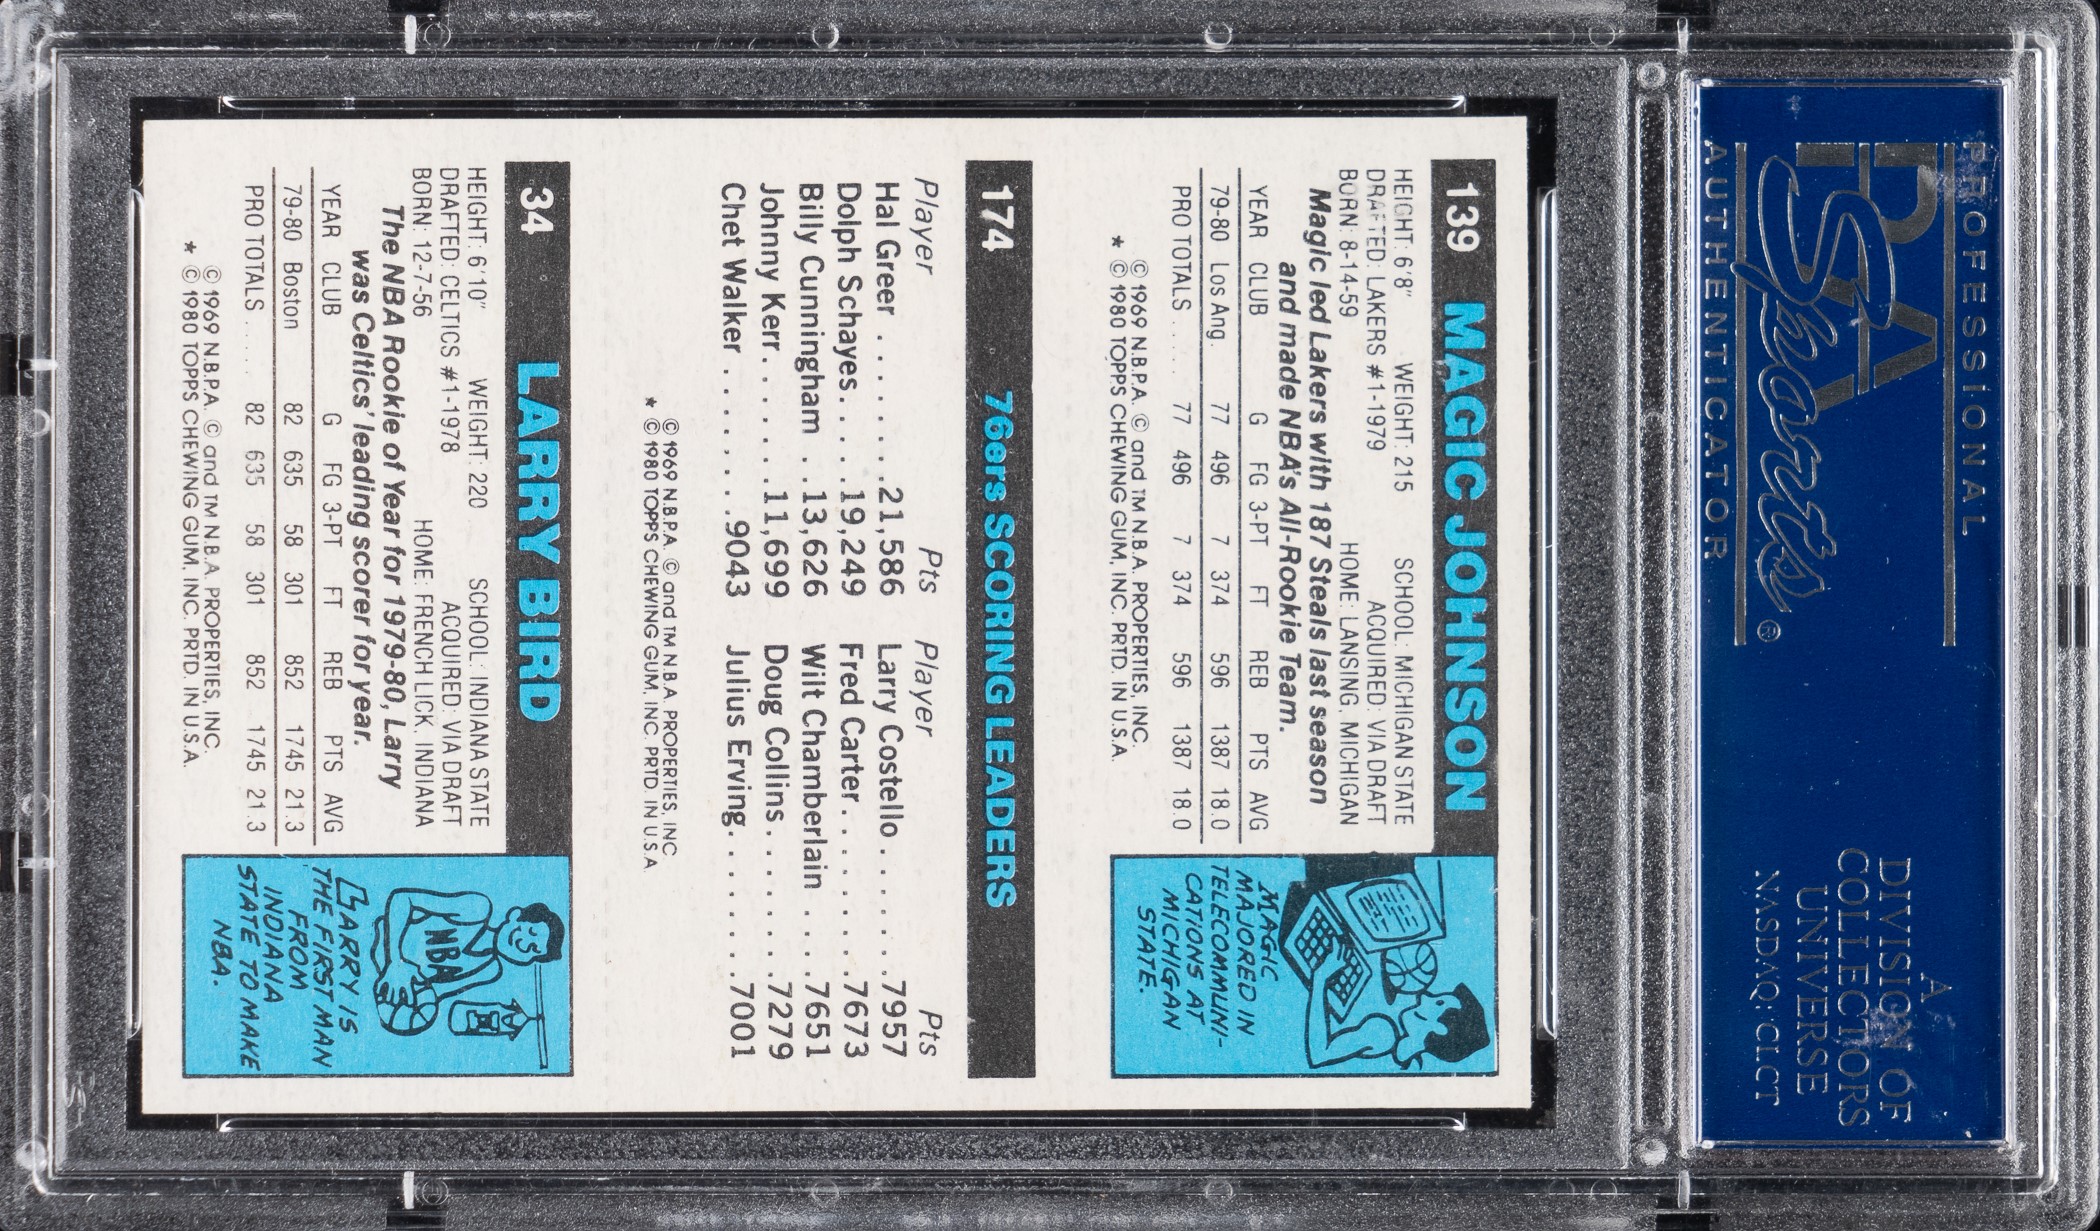 PROFESSIONAL
PSA
Sports®
AUTHENTICATOR
A
DIVISION OF
COLLECTORS
UNIVERSE
NASDAQ: CLCT
139 MAGIC JOHNSON
HEIGHT: 6'8" WEIGHT: 215 SCHOOL: MICHIGAN STATE
DRAFTED: LAKERS #1-1979 ACQUIRED: VIA DRAFT
BORN: 8-14-59 HOME: LANSING, MICHIGAN
Magic led Lakers with 187 Steals last season
and made NBA's All-Rookie Team.
YEAR CLUB G FG 3-PT FT REB PTS AVG
79-80 Los Ang. 77 496 7 374 596 1387 18.0
PRO TOTALS .... 77 496 7 374 596 1387 18.0
© 1969 N.B.P.A. © and TM N.B.A. PROPERTIES, INC.
* © 1980 TOPPS CHEWING GUM, INC. PRTD. IN U.S.A.
MAGIC
MAJORED IN
TELECOMMUNI-
CATIONS AT
MICHIGAN
STATE.
174 76ers SCORING LEADERS
Player Pts Player Pts
Hal Greer ........21,586 Larry Costello.......7957
Dolph Schayes....19,249 Fred Carter........7673
Billy Cunningham ..13,626 Wilt Chamberlain ....7651
Johnny Kerr......11,699 Doug Collins........7279
Chet Walker ........9043 Julius Erving........7001
© 1969 N.B.P.A. © and TM N.B.A. PROPERTIES, INC.
* © 1980 TOPPS CHEWING GUM, INC. PRTD. IN U.S.A.
34 LARRY BIRD
HEIGHT: 6'10" WEIGHT: 220 SCHOOL: INDIANA STATE
DRAFTED: CELTICS #1-1978 ACQUIRED: VIA DRAFT
BORN: 12-7-56 HOME: FRENCH LICK, INDIANA
The NBA Rookie of Year for 1979-80, Larry
was Celtics' leading scorer for year.
YEAR CLUB G FG 3-PT FT REB PTS AVG
79-80 Boston 82 635 58 301 852 1745 21.3
PRO TOTALS .... 82 635 58 301 852 1745 21.3
© 1969 N.B.P.A. © and TM N.B.A. PROPERTIES, INC.
* © 1980 TOPPS CHEWING GUM, INC. PRTD. IN U.S.A.
NBA
LARRY IS
THE FIRST MAN
FROM
INDIANA
STATE TO MAKE
NBA.